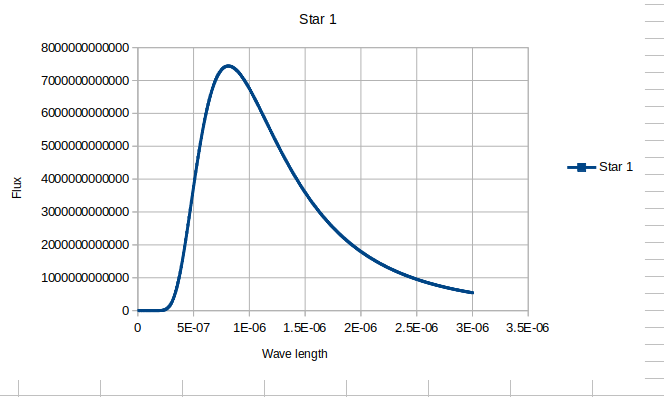 Star 1
8000000000000
7000000000000
6000000000000
5000000000000
4000000000000
3000000000000
2000000000000
1000000000000
0
Flux
0 5E-07 1E-06 1.5E-06 2E-06 2.5E-06 3E-06 3.5E-06
Wave length
Star 1